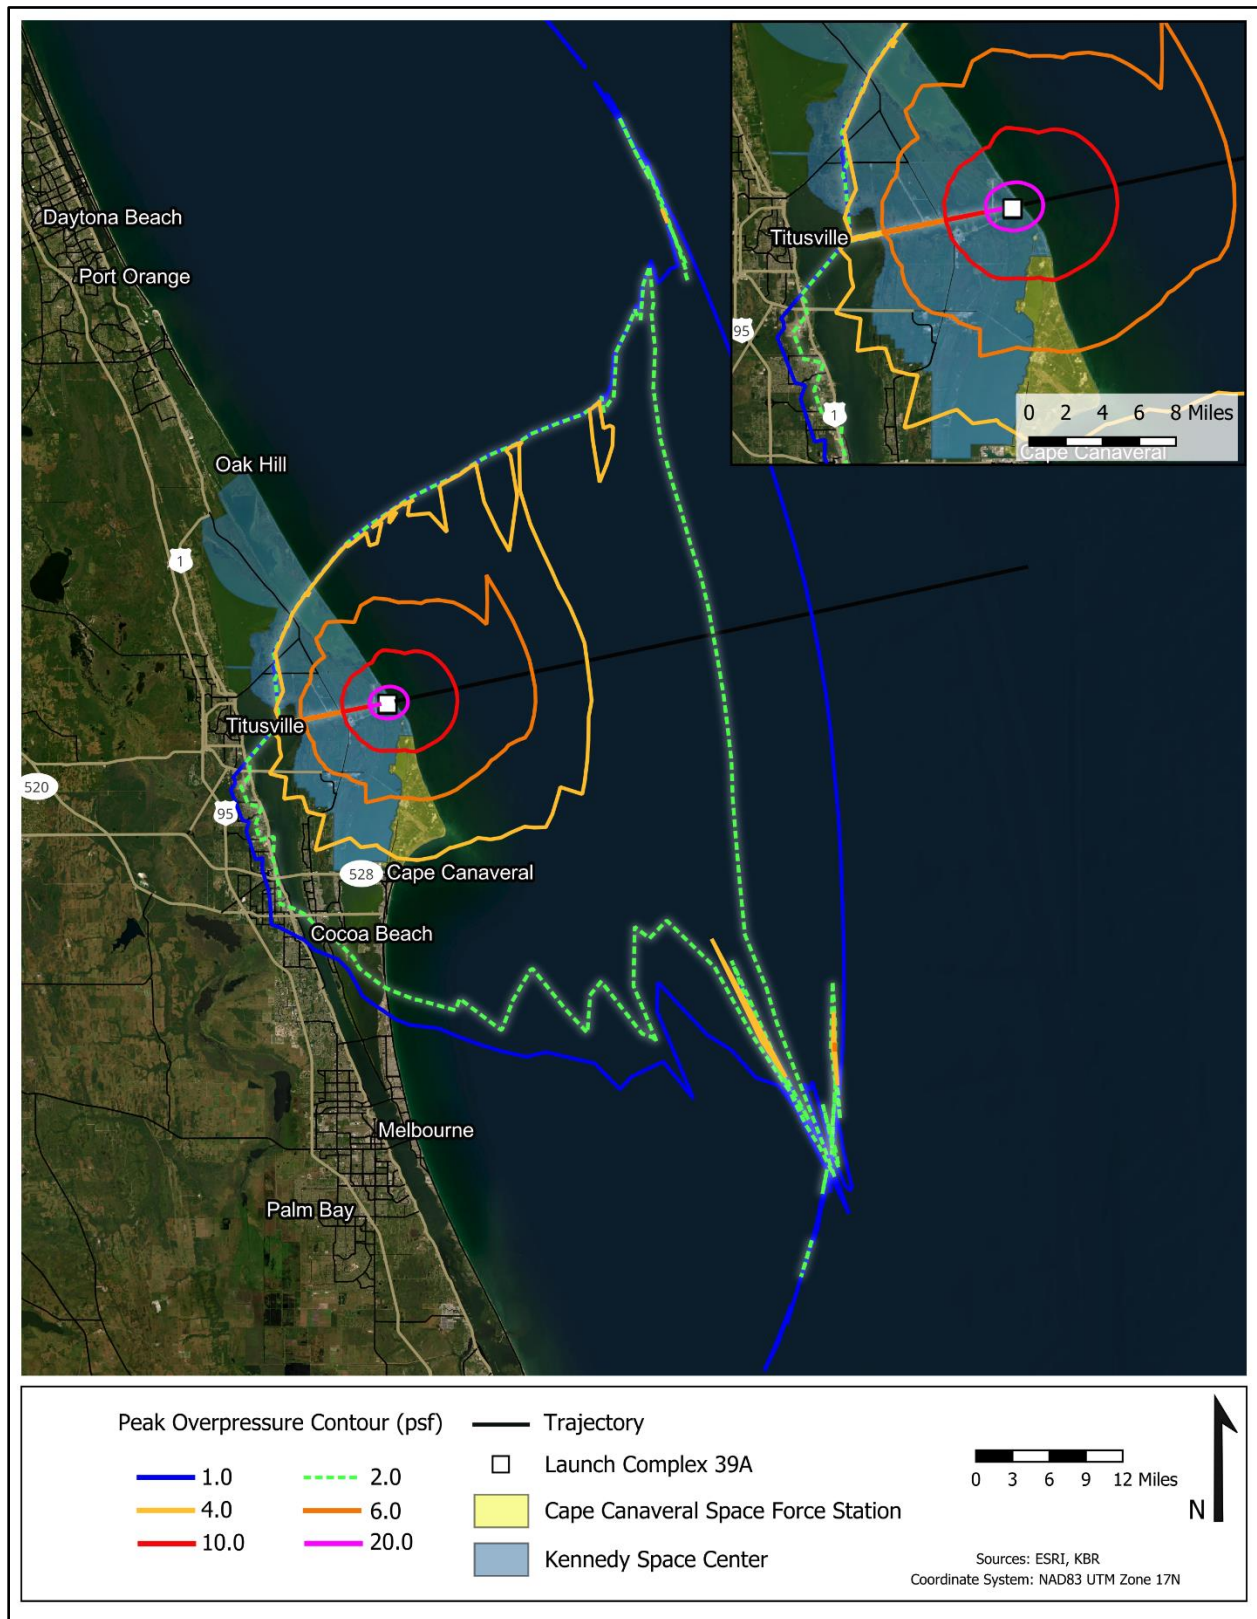 Daytona Beach
Port Orange
Oak Hill
1
Titusville
520
95
528
Cape Canaveral
Cocoa Beach
Melbourne
Palm Bay
Titusville
95
1
0 2 4 6 8 Miles
Cape Canaveral
Peak Overpressure Contour (psf)
1.0
2.0
4.0
6.0
10.0
20.0
Trajectory
Launch Complex 39A
Cape Canaveral Space Force Station
Kennedy Space Center
0 3 6 9 12 Miles
N
Sources: ESRI, KBR
Coordinate System: NAD83 UTM Zone 17N